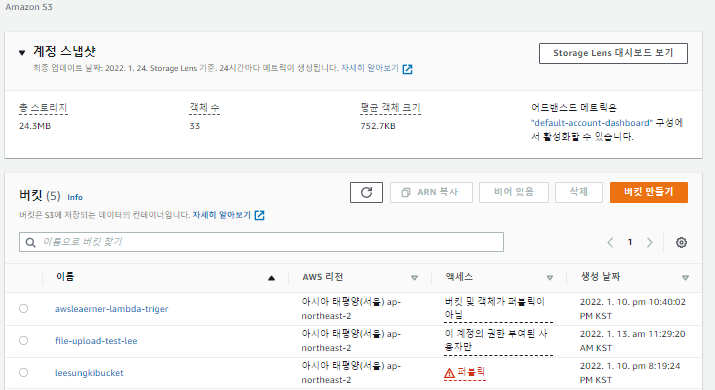 Amazon S3
계정 스냅샷
Storage Lens 대시보드 보기
최종 업데이트 날짜: 2022. 1. 24. Storage Lens 기준. 24시간마다 메트릭이 생성됩니다. 자세히 알아보기
총 스토리지
객체 수
평균 객체 크기
어드밴스드 메트릭은
"default-account-dashboard" 구성에
서 활성화할 수 있습니다.
24.3MB
33
752.7KB
버킷 (5) Info
ARN 복사
비어 있음
삭제
버킷 만들기
버킷은 S3에 저장되는 데이터의 컨테이너입니다. 자세히 알아보기
이름으로 버킷 찾기
1
이름
AWS 리전
액세스
생성 날짜
awsleaerner-lambda-triger
아시아 태평양(서울) ap-
northeast-2
버킷 및 객체가 퍼블릭이
아님
2022. 1. 10. pm 10:40:02
PM KST
file-upload-test-lee
아시아 태평양(서울) ap-
northeast-2
이 계정의 권한 부여된 사
용자만
2022. 1. 13. am 11:29:20
AM KST
leesungkibucket
아시아 태평양(서울) ap-
northeast-2
퍼블릭
2022. 1. 10. pm 8:19:24
PM KST